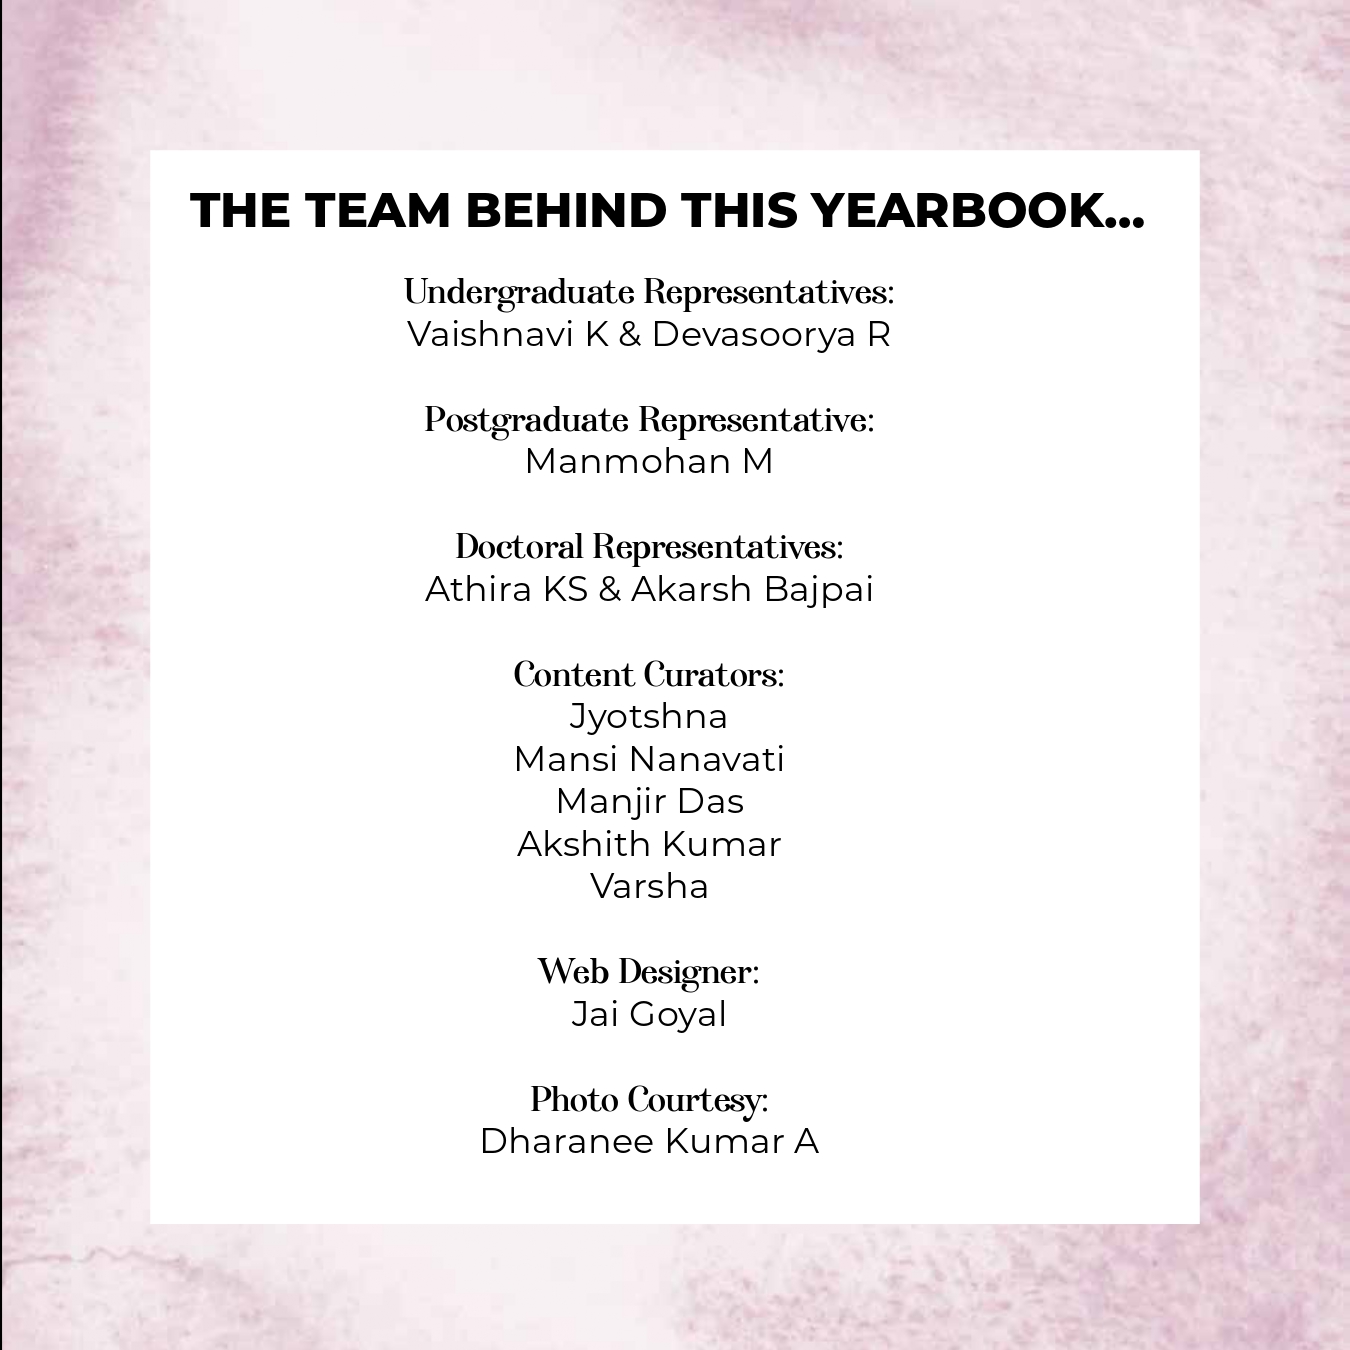 THE TEAM BEHIND THIS YEARBOOK...
Undergraduate Representatives:
Vaishnavi K & Devasoorya R
Postgraduate Representative:
Manmohan M
Doctoral Representatives:
Athira KS & Akarsh Bajpai
Content Curators:
Jyotshna
Mansi Nanavati
Manjir Das
Akshith Kumar
Varsha
Web Designer:
Jai Goyal
Photo Courtesy:
Dharanee Kumar A